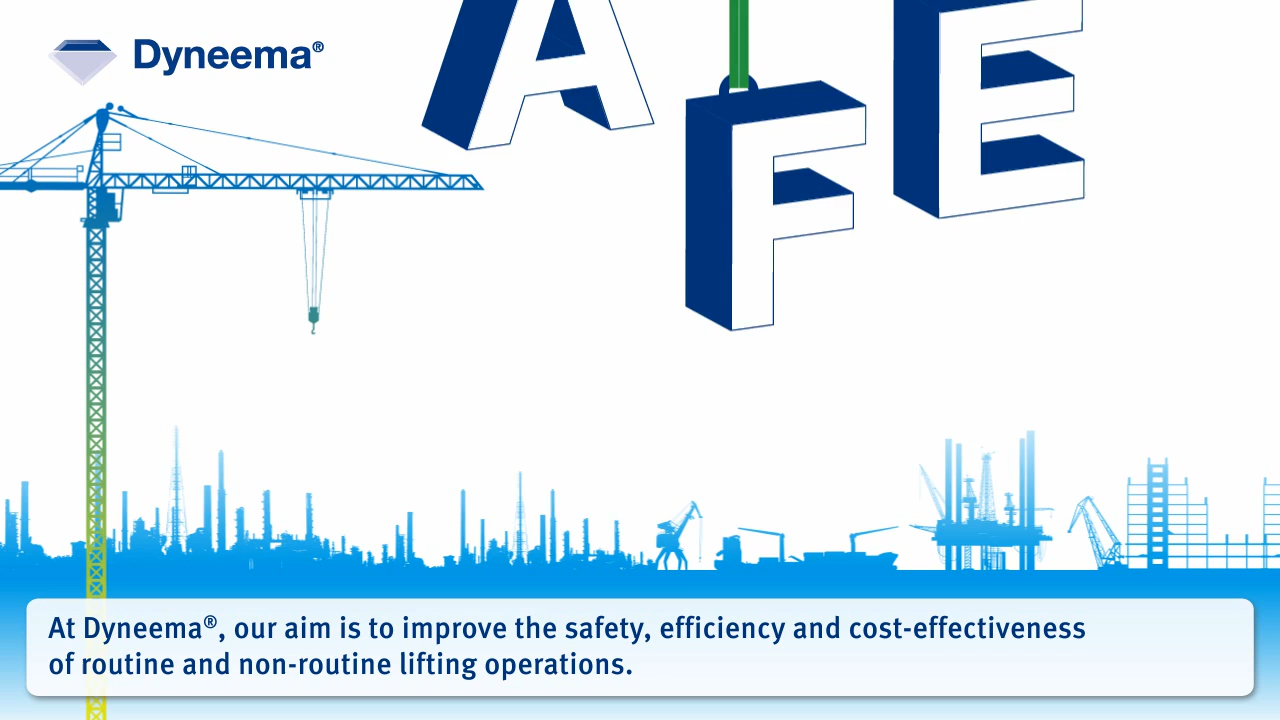 Dyneema®
A F E
At Dyneema®, our aim is to improve the safety, efficiency and cost-effectiveness
of routine and non-routine lifting operations.